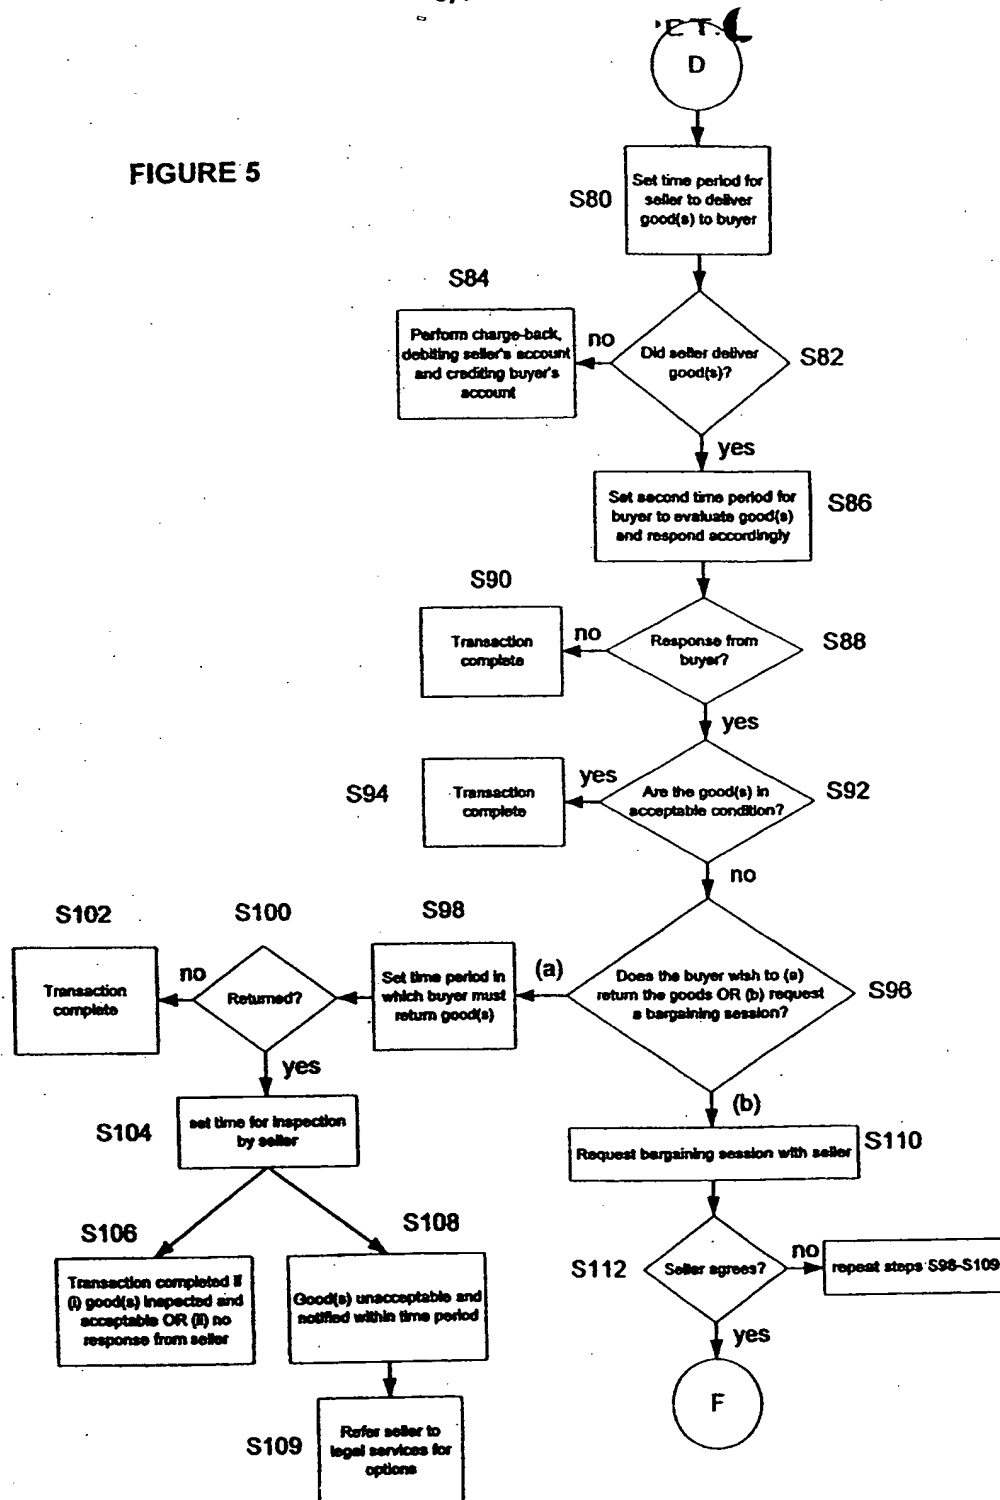 D
FIGURE 5
S80
Set time period for
seller to deliver
good(s) to buyer
S84
Perform charge-back,
debiting seller's account
and crediting buyer's
account
no
Did seller deliver
good(s)?
S82
yes
Set second time period for
buyer to evaluate good(s)
and respond accordingly
S86
S90
Transaction
complete
no
Response from
buyer?
S88
yes
S94
Transaction
complete
yes
Are the good(s) in
acceptable condition?
S92
no
S102
S100
S98
Transaction
complete
no
Returned?
Set time period in
which buyer must
return good(s)
(a)
Does the buyer wish to (a)
return the goods OR (b) request
a bargaining session?
S96
yes
(b)
S104
set time for inspection
by seller
Request bargaining session with seller
S110
S106
S108
Transaction completed if
(i) good(s) inspected and
acceptable OR (ii) no
response from seller
Good(s) unacceptable and
notified within time period
S112
Seller agrees?
no
repeat steps S98-S109
yes
F
S109
Refer seller to
legal services for
options